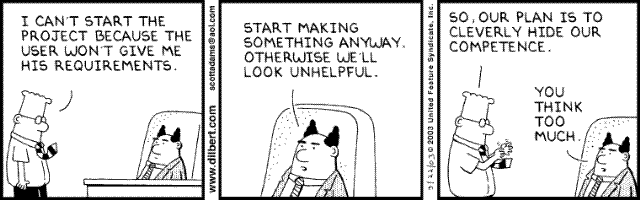 I CAN'T START THE
PROJECT BECAUSE THE
USER WON'T GIVE ME
HIS REQUIREMENTS.
www.dilbert.com
scottadams@aol.com
START MAKING
SOMETHING ANYWAY.
OTHERWISE WE'LL
LOOK UNHELPFUL.
© 2003 United Feature Syndicate, Inc.
SO, OUR PLAN IS TO
CLEVERLY HIDE OUR
COMPETENCE.
YOU
THINK
TOO
MUCH.